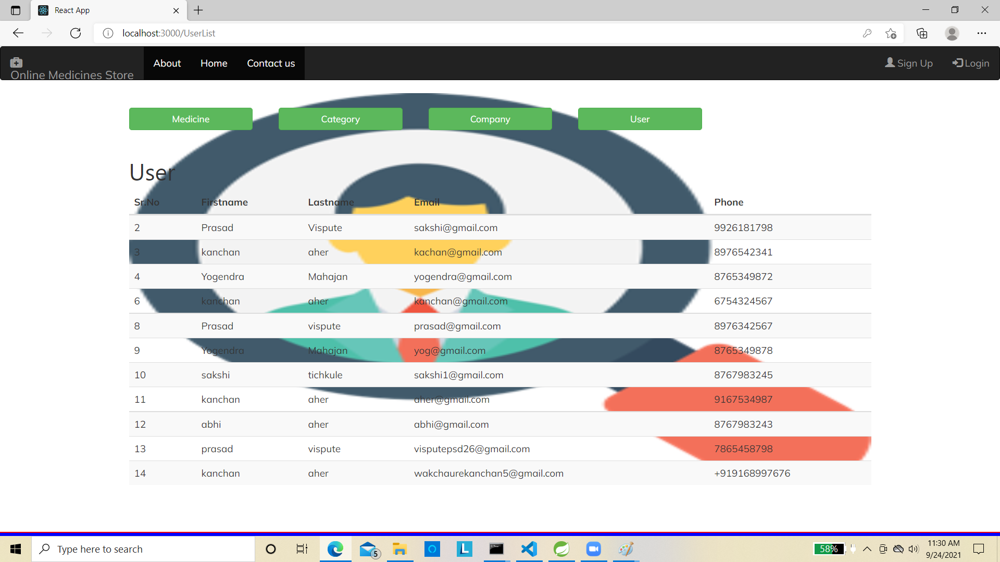 React App
localhost:3000/UserList
Online Medicines Store
About Home Contact us
Sign Up Login
Medicine Category Company User
User
Sr.No Firstname Lastname Email Phone
2 Prasad Vispute sakshi@gmail.com 9926181798
3 kanchan aher kachan@gmail.com 8976542341
4 Yogendra Mahajan yogendra@gmail.com 8765349872
6 kanchan aher kanchan@gmail.com 6754324567
8 Prasad vispute prasad@gmail.com 8976342567
9 Yogendra Mahajan yog@gmail.com 8765349878
10 sakshi tichkule sakshi1@gmail.com 8767983245
11 kanchan aher aher@gmail.com 9167534987
12 abhi aher abhi@gmail.com 8767983243
13 prasad vispute visputepsd26@gmail.com 7865458798
14 kanchan aher wakchaurekanchan5@gmail.com +919168997676
Type here to search
5
L
58%
11:30 AM
9/24/2021